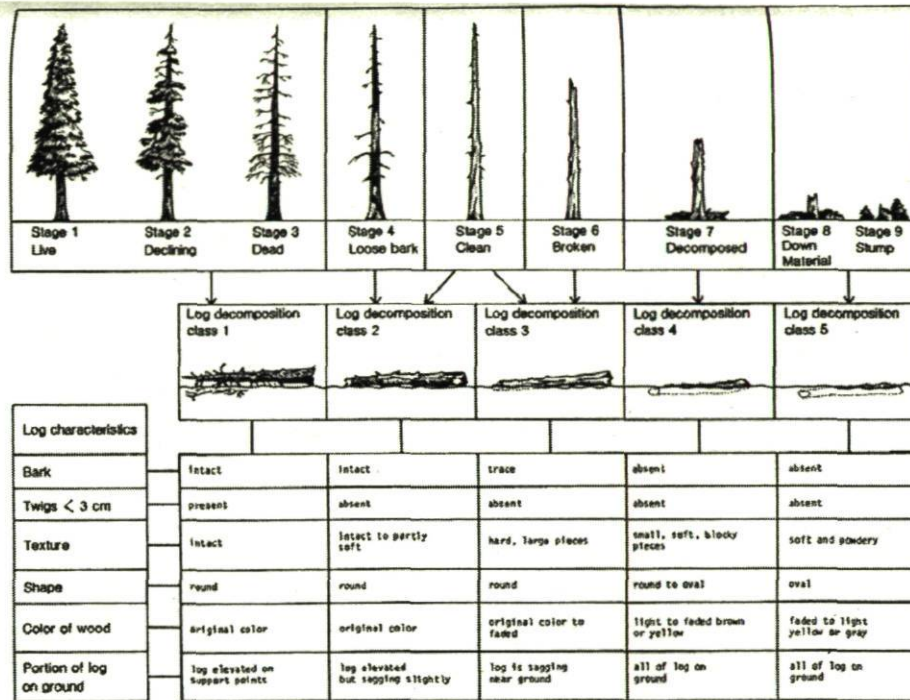 Stage 1
Live
Stage 2
Declining
Stage 3
Dead
Stage 4
Loose bark
Stage 5
Clean
Stage 6
Broken
Stage 7
Decomposed
Stage 8
Down
Material
Stage 9
Stump
Log decomposition
class 1
Log decomposition
class 2
Log decomposition
class 3
Log decomposition
class 4
Log decomposition
class 5
Log characteristics
Bark
intact
intact
trace
absent
absent
Twigs < 3 cm
present
absent
absent
absent
absent
Texture
intact
intact to partly
soft
hard, large pieces
small, soft, blocky
pieces
soft and powdery
Shape
round
round
round
round to oval
oval
Color of wood
original color
original color
original color to
faded
light to faded brown
or yellow
faded to light
yellow or gray
Portion of log
on ground
log elevated on
support points
log elevated
but sagging slightly
log is sagging
near ground
all of log on
ground
all of log on
ground